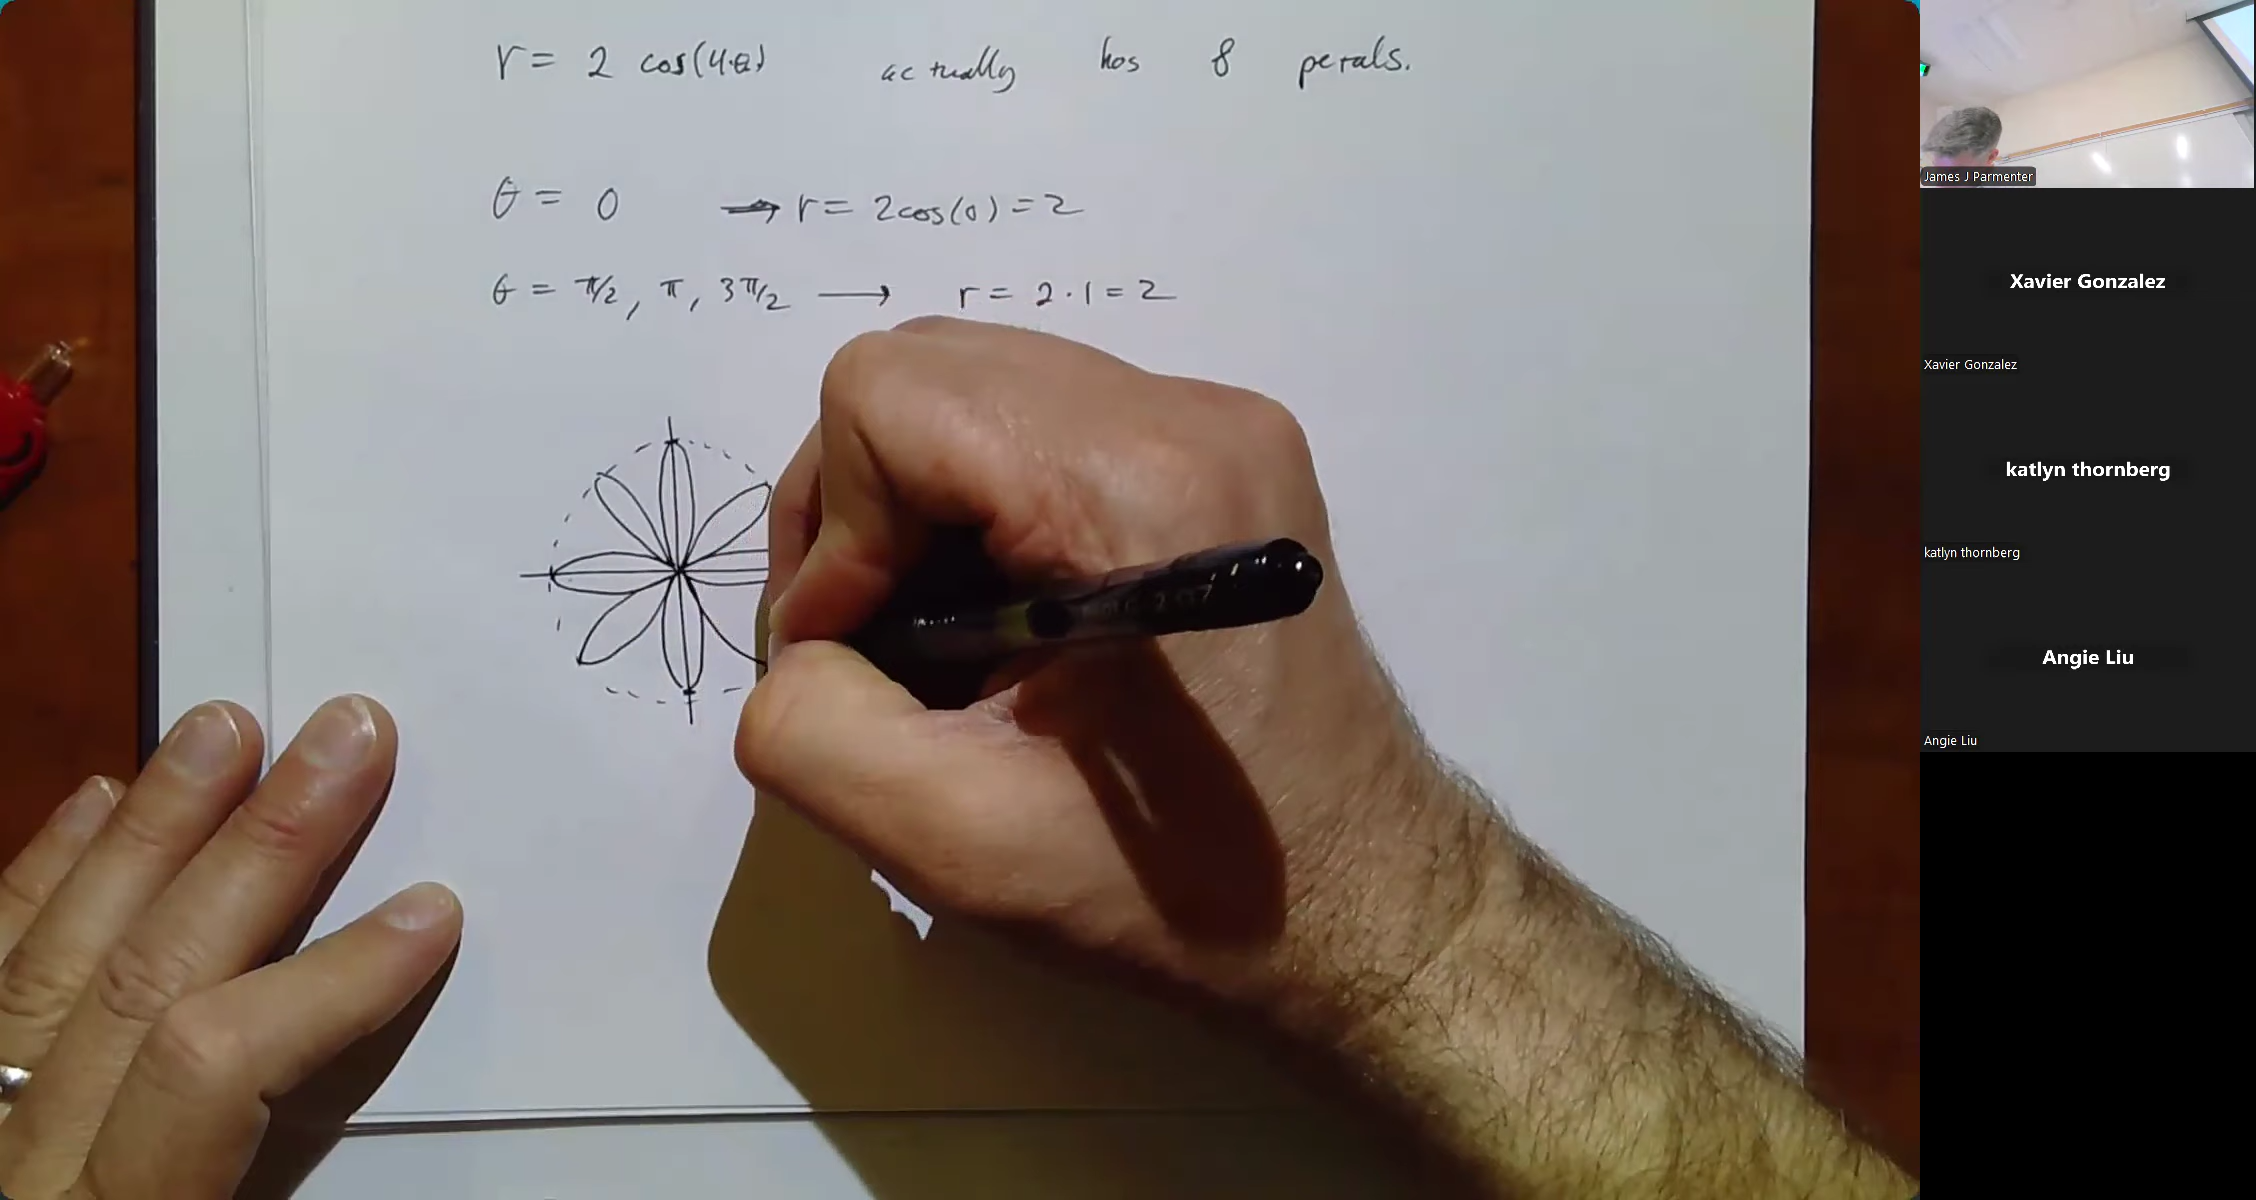 r = 2 cos(4·θ) actually has 8 petals.
θ = 0 → r = 2cos(0) = 2
θ = π/2, π, 3π/2 → r = 2·1 = 2
James J Parmenter
Xavier Gonzalez
Xavier Gonzalez
katlyn thornberg
katlyn thornberg
Angie Liu
Angie Liu